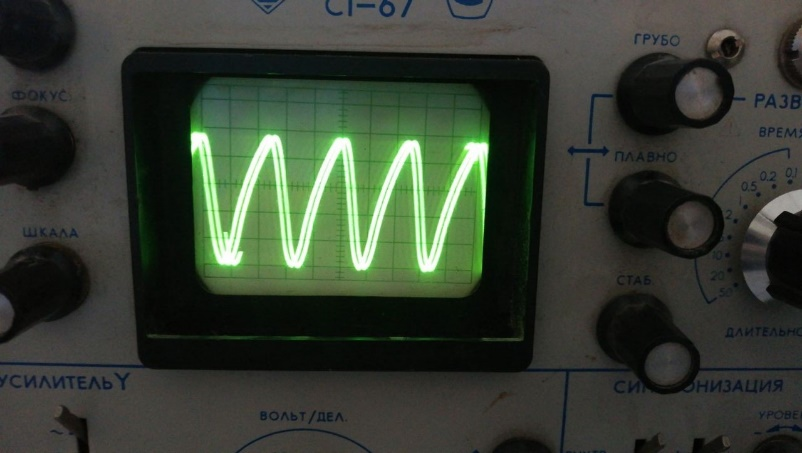 С1-67
ГРУБО
ФОКУС
РАЗВ
ВРЕМЯ
ПЛАВНО
0.5 0.2 0.1
1
2
ШКАЛА
10
20
50
СТАБ.
ДЛИТЕЛЬНО
УСИЛИТЕЛЬ Y
СИНХРОНИЗАЦИЯ
ВОЛЬТ/ДЕЛ.
УРОВЕ
~